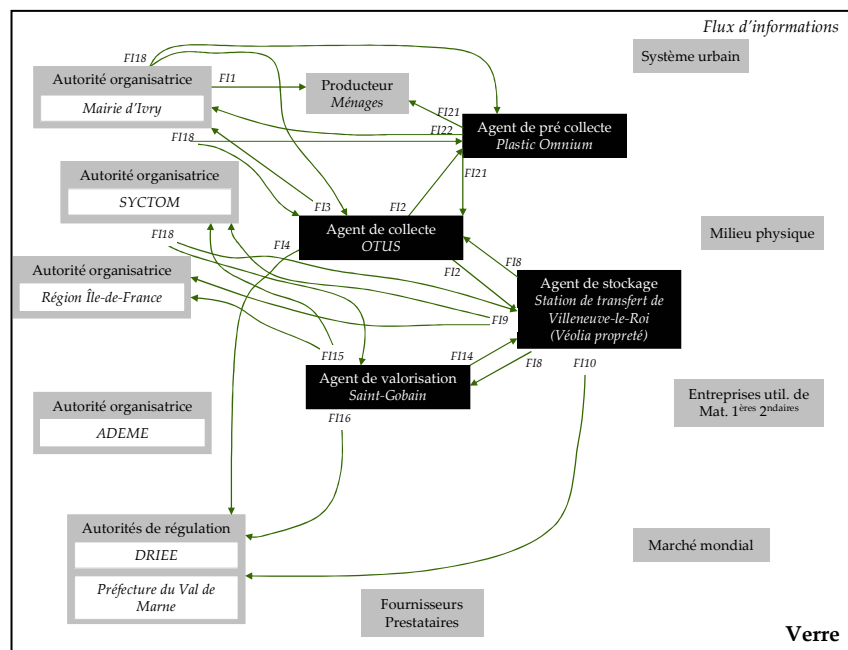 Flux d'informations
Système urbain
FI18
Autorité organisatrice
Mairie d'Ivry
FI1
Producteur
Ménages
FI21
FI22
Agent de pré collecte
Plastic Omnium
FI18
FI21
Autorité organisatrice
SYCTOM
FI3
FI2
Agent de collecte
OTUS
Milieu physique
FI18
FI4
FI8
FI2
Autorité organisatrice
Région Île-de-France
Agent de stockage
Station de transfert de
Villeneuve-le-Roi
(Véolia propreté)
FI9
FI15
FI14
FI8
FI10
Agent de valorisation
Saint-Gobain
Entreprises util. de
Mat. 1ères 2ndaires
Autorité organisatrice
ADEME
FI16
Autorités de régulation
DRIEE
Préfecture du Val de
Marne
Marché mondial
Fournisseurs
Prestataires
Verre